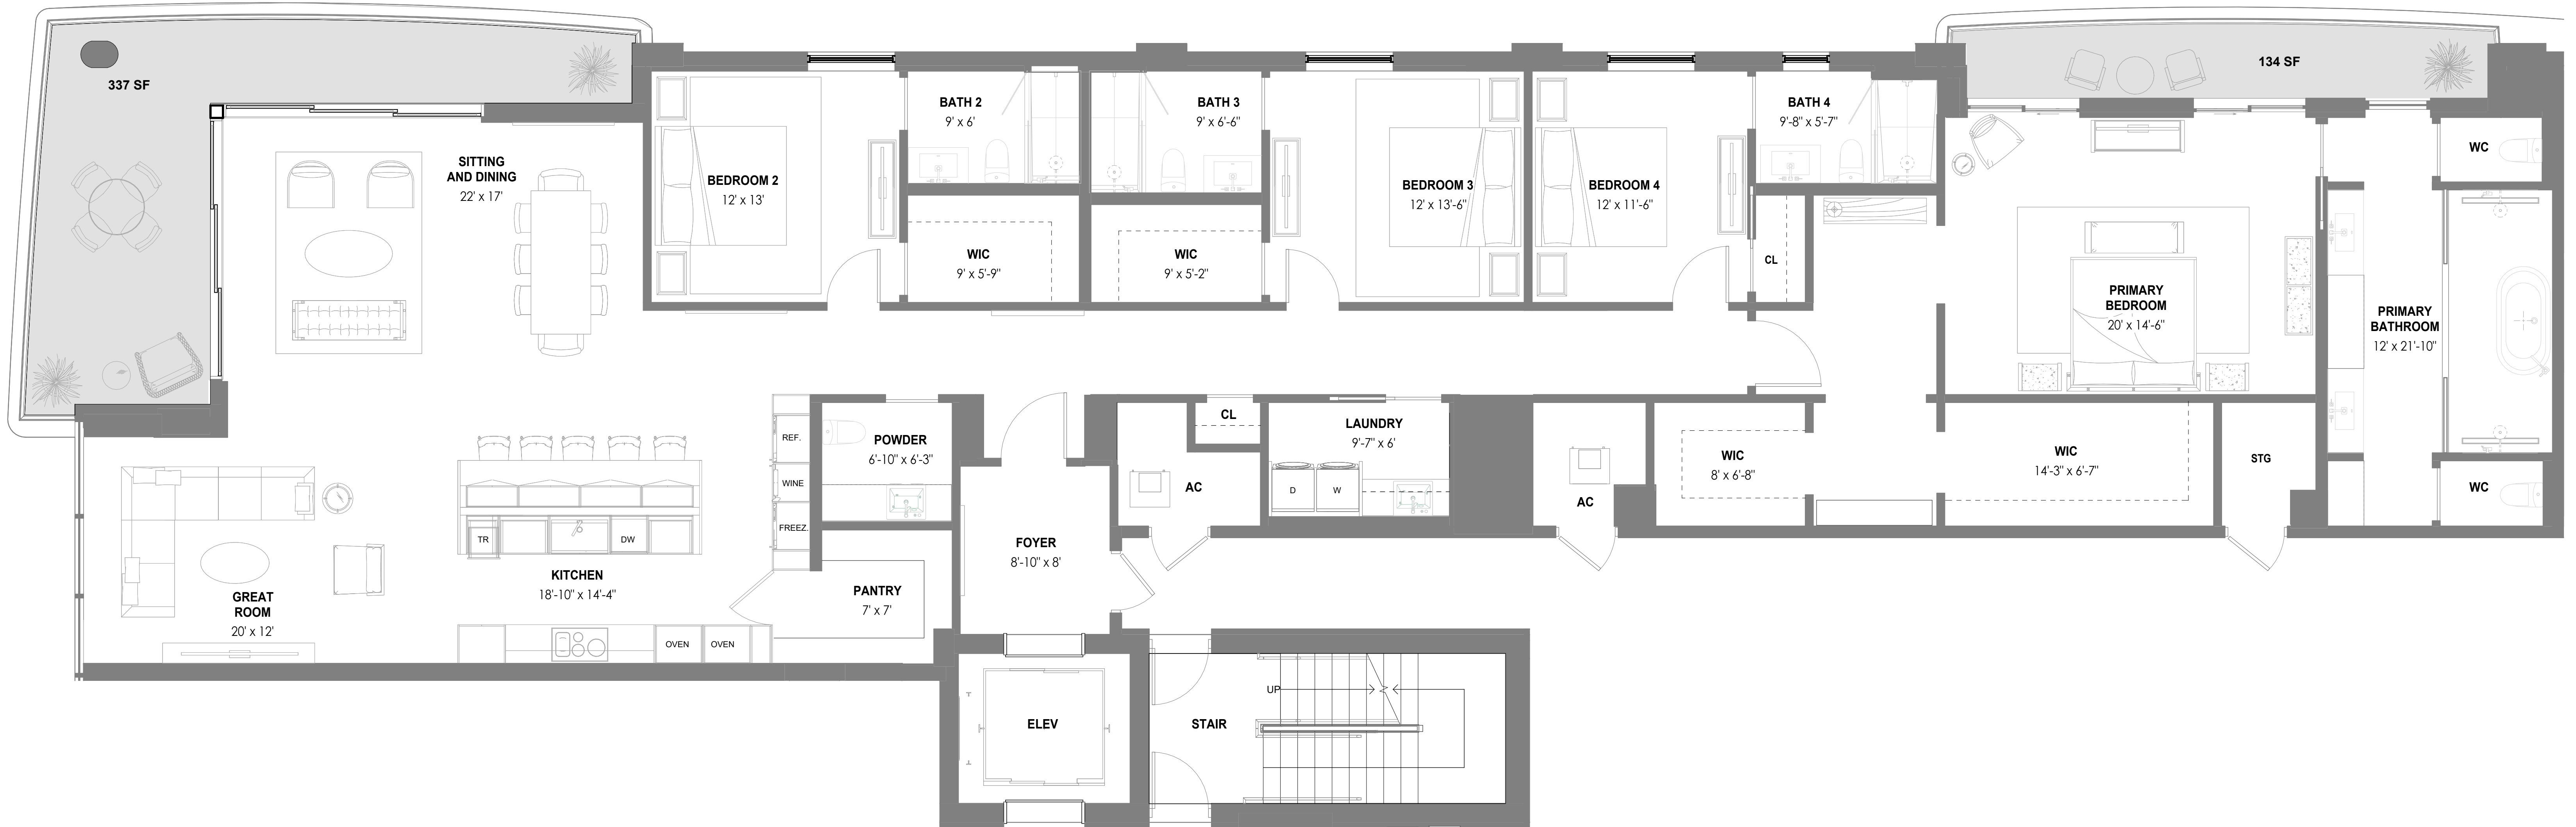 337 SF
134 SF
SITTING
AND DINING
22' x 17'
BEDROOM 2
12' x 13'
BATH 2
9' x 6'
WIC
9' x 5'-9"
BATH 3
9' x 6'-6"
WIC
9' x 5'-2"
BEDROOM 3
12' x 13'-6"
BEDROOM 4
12' x 11'-6"
BATH 4
9'-8" x 5'-7"
CL
PRIMARY
BEDROOM
20' x 14'-6"
WC
PRIMARY
BATHROOM
12' x 21'-10"
WC
GREAT
ROOM
20' x 12'
KITCHEN
18'-10" x 14'-4"
TR
DW
OVEN
OVEN
REF.
WINE
FREEZ.
POWDER
6'-10" x 6'-3"
PANTRY
7' x 7'
FOYER
8'-10" x 8'
AC
CL
LAUNDRY
9'-7" x 6'
D
W
AC
WIC
8' x 6'-8"
WIC
14'-3" x 6'-7"
STG
ELEV
STAIR
UP